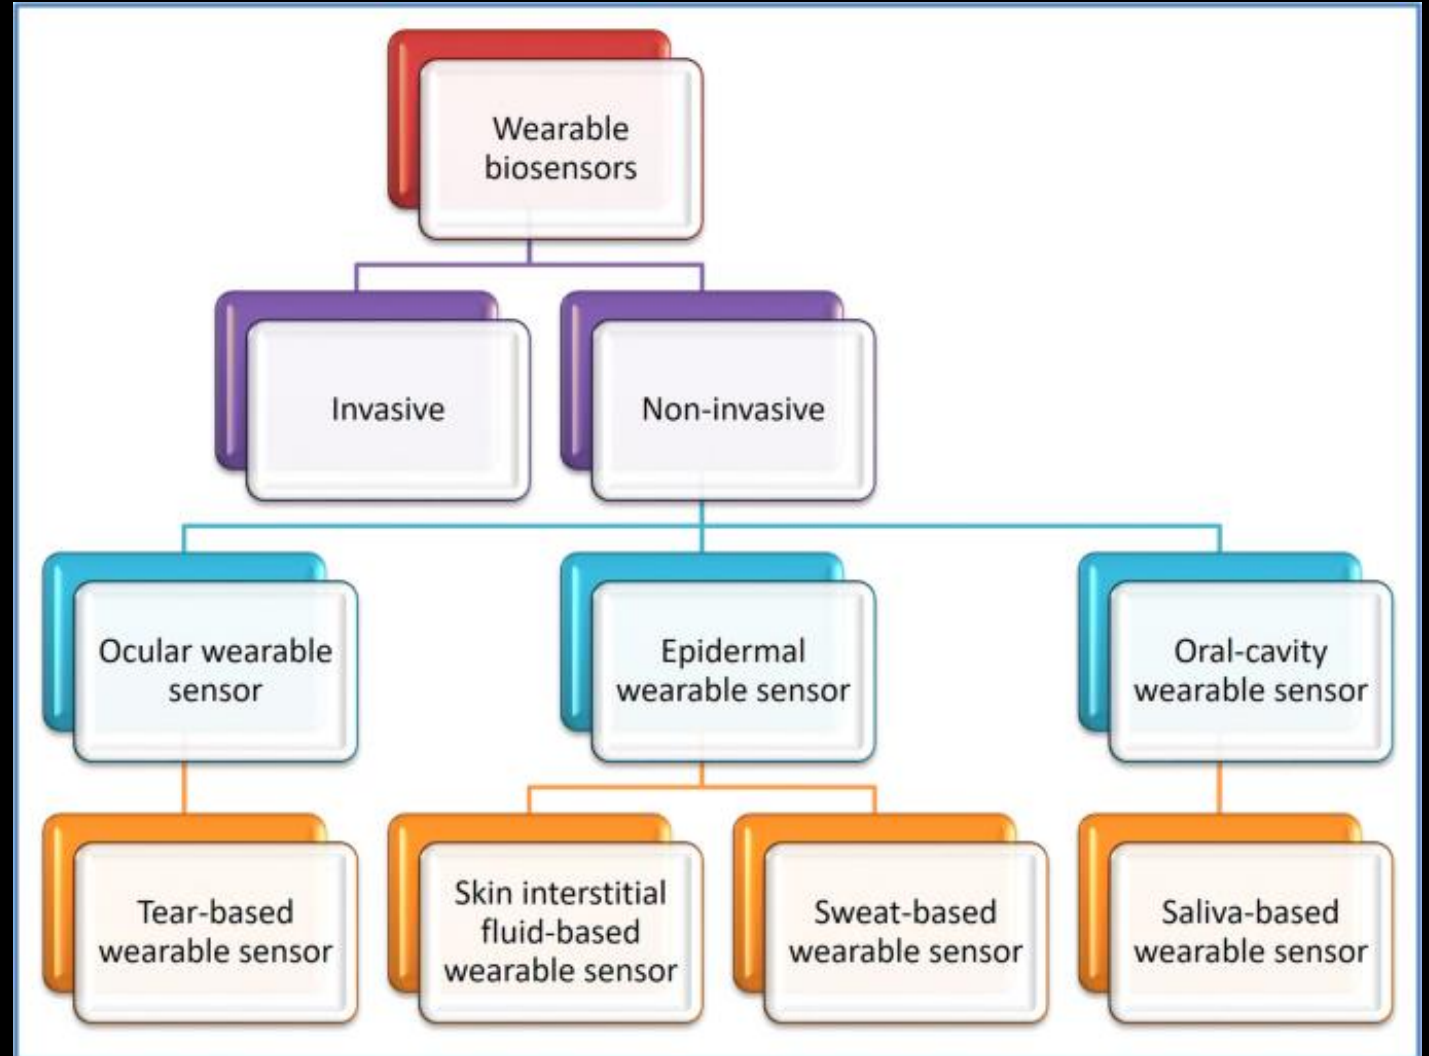 Wearable
biosensors
Invasive
Non-invasive
Ocular wearable
sensor
Epidermal
wearable sensor
Oral-cavity
wearable sensor
Tear-based
wearable sensor
Skin interstitial
fluid-based
wearable sensor
Sweat-based
wearable sensor
Saliva-based
wearable sensor